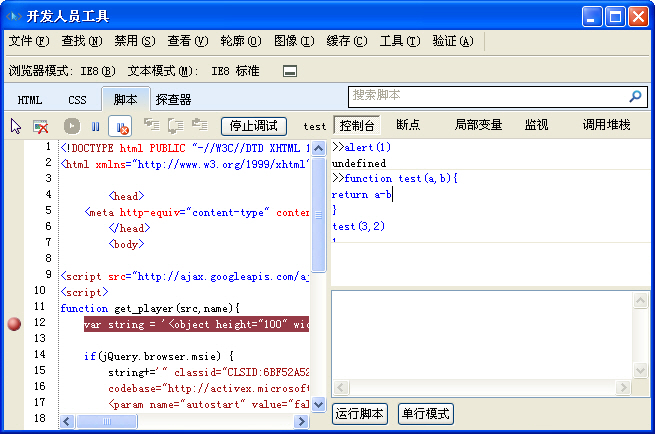 开发人员工具
文件(F) 查找(N) 禁用(S) 查看(V) 轮廓(O) 图像(I) 缓存(C) 工具(T) 验证(A)
浏览器模式: IE8(B) 文本模式(M): IE8 标准
HTML CSS 脚本 探查器 搜索脚本
停止调试 test 控制台 断点 局部变量 监视 调用堆栈
1 <!DOCTYPE html PUBLIC "-//W3C//DTD XHTML 1
2 <html xmlns="http://www.w3.org/1999/xhtml"
3
4 <head>
5 <meta http-equiv="content-type" conten
6 </head>
7 <body>
8
9 <script src="http://ajax.googleapis.com/aj
10 <script>
11 function get_player(src,name){
12 var string = '<object height="100" wid
13
14 if(jQuery.browser.msie) {
15 string+='" classid="CLSID:6BF52A52
16 codebase="http://activex.microsoft
17 <param name="autostart" value="fal
18
>>alert(1)
undefined
>>function test(a,b){
return a-b
}
test(3,2)
运行脚本 单行模式